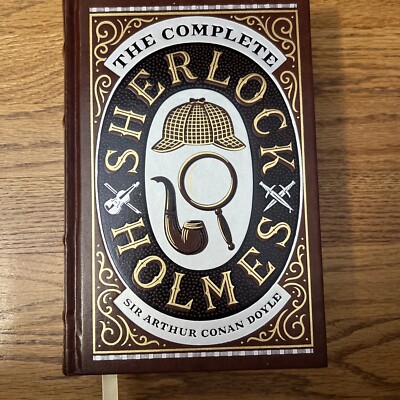 THE COMPLETE
SHERLOCK
HOLMES
SIR ARTHUR CONAN DOYLE